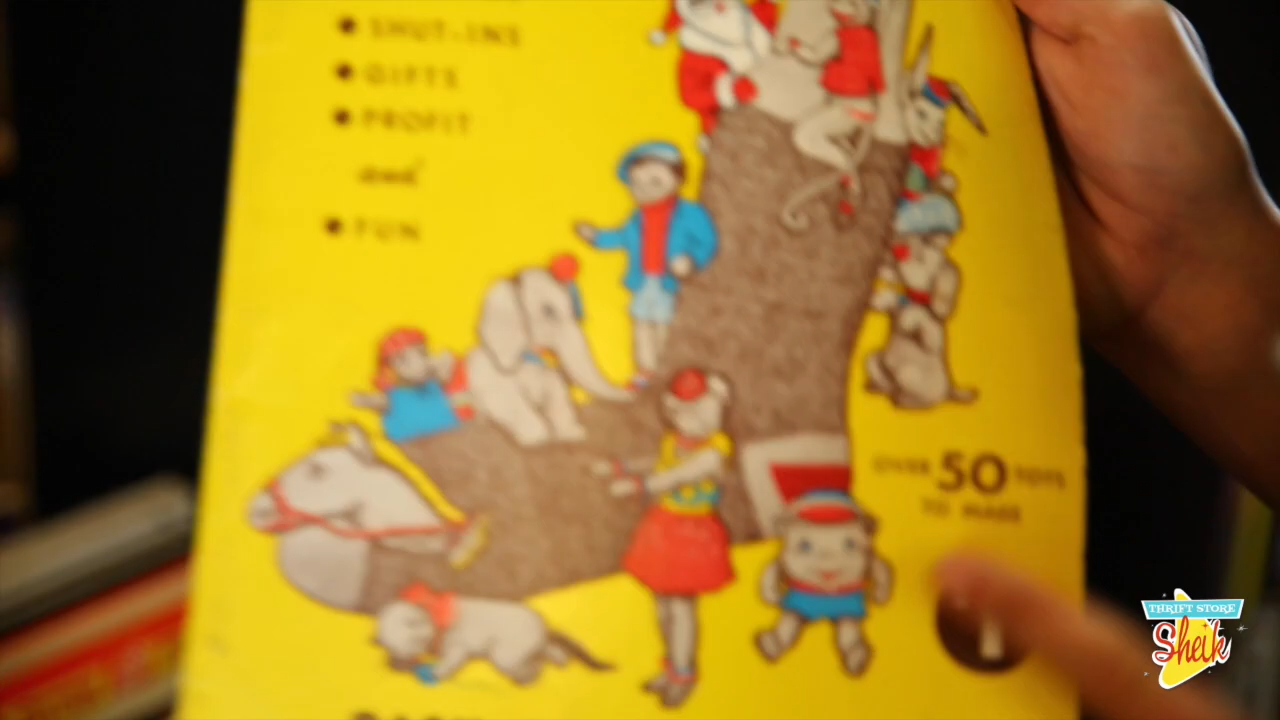 ● SHUT-INS
● GIFTS
● PROFIT
and
● FUN
OVER 50 TOYS
TO MAKE
THRIFT STORE
Sheik